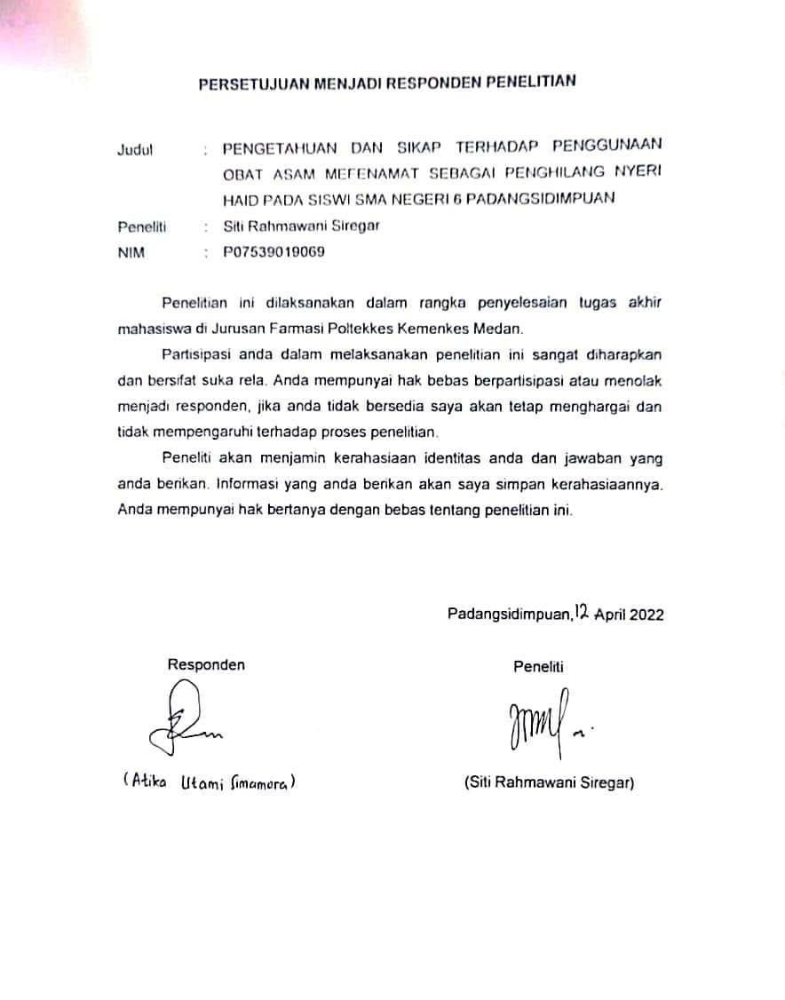 PERSETUJUAN MENJADI RESPONDEN PENELITIAN
Judul : PENGETAHUAN DAN SIKAP TERHADAP PENGGUNAAN
OBAT ASAM MEFENAMAT SEBAGAI PENGHILANG NYERI
HAID PADA SISWI SMA NEGERI 6 PADANGSIDIMPUAN
Peneliti : Siti Rahmawani Siregar
NIM : P07539019069
Penelitian ini dilaksanakan dalam rangka penyelesaian tugas akhir
mahasiswa di Jurusan Farmasi Poltekkes Kemenkes Medan.
Partisipasi anda dalam melaksanakan penelitian ini sangat diharapkan
dan bersifat suka rela. Anda mempunyai hak bebas berpartisipasi atau menolak
menjadi responden, jika anda tidak bersedia saya akan tetap menghargai dan
tidak mempengaruhi terhadap proses penelitian.
Peneliti akan menjamin kerahasiaan identitas anda dan jawaban yang
anda berikan. Informasi yang anda berikan akan saya simpan kerahasiaannya.
Anda mempunyai hak bertanya dengan bebas tentang penelitian ini.
Padangsidimpuan, 12 April 2022
Responden Peneliti
(Atika Utami Simamora) (Siti Rahmawani Siregar)